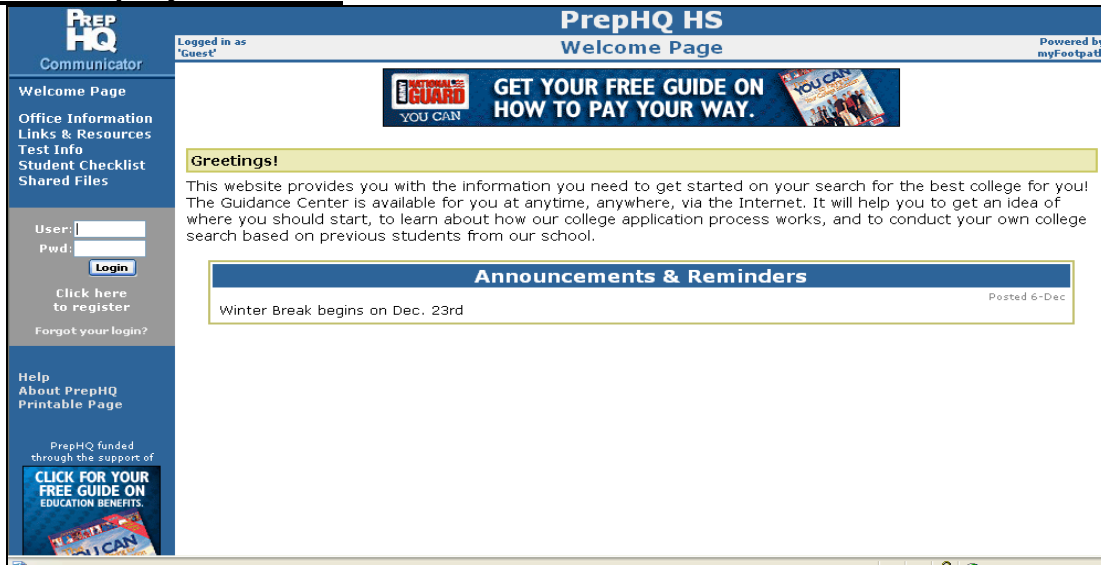 PREP
HQ
Communicator
PrepHQ HS
Logged in as
'Guest'
Welcome Page
Powered by
myFootpath
Welcome Page
Office Information
Links & Resources
Test Info
Student Checklist
Shared Files
User:
Pwd:
Login
Click here
to register
Forgot your login?
Help
About PrepHQ
Printable Page
PrepHQ funded
through the support of
CLICK FOR YOUR
FREE GUIDE ON
EDUCATION BENEFITS.
YOU CAN
NATIONAL
GUARD
YOU CAN
GET YOUR FREE GUIDE ON
HOW TO PAY YOUR WAY.
YOU CAN
Greetings!
This website provides you with the information you need to get started on your search for the best college for you!
The Guidance Center is available for you at anytime, anywhere, via the Internet. It will help you to get an idea of
where you should start, to learn about how our college application process works, and to conduct your own college
search based on previous students from our school.
Announcements & Reminders
Posted 6-Dec
Winter Break begins on Dec. 23rd